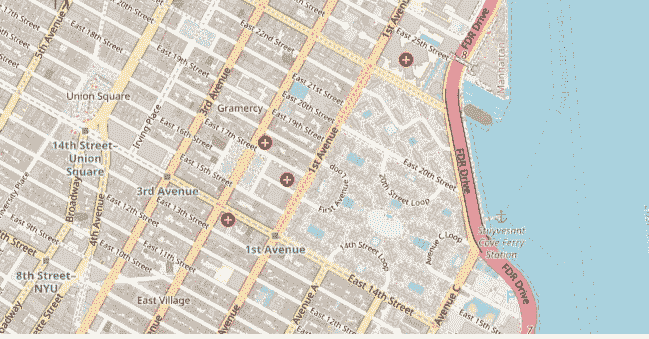 5th Avenue
East 18th Street
East 19th Street
East 22nd Street
1st Avenue
East 25th Street
FDR Drive
8
Manhattan
Union Square
Irving Place
3rd Avenue
Gramercy
East 21st Street
East 20th Street
East 16th Street
East 17th Street
East 15th Street
1st Avenue
East 20th Street
FDR Drive
14th Street–
Union
Square
3rd Avenue
Broadway
4th Avenue
East 13th Street
East 12th Street
East 11th Street
East 10th Street
First Avenue Loop
20th Street Loop
14th Street Loop
Avenue C Loop
Stuyvesant
Cove Ferry
Station
1st Avenue
8th Street–
NYU
East Village
Avenue A
East 14th Street
East 12th Street
Avenue C
East 15th Street
FDR Drive
7